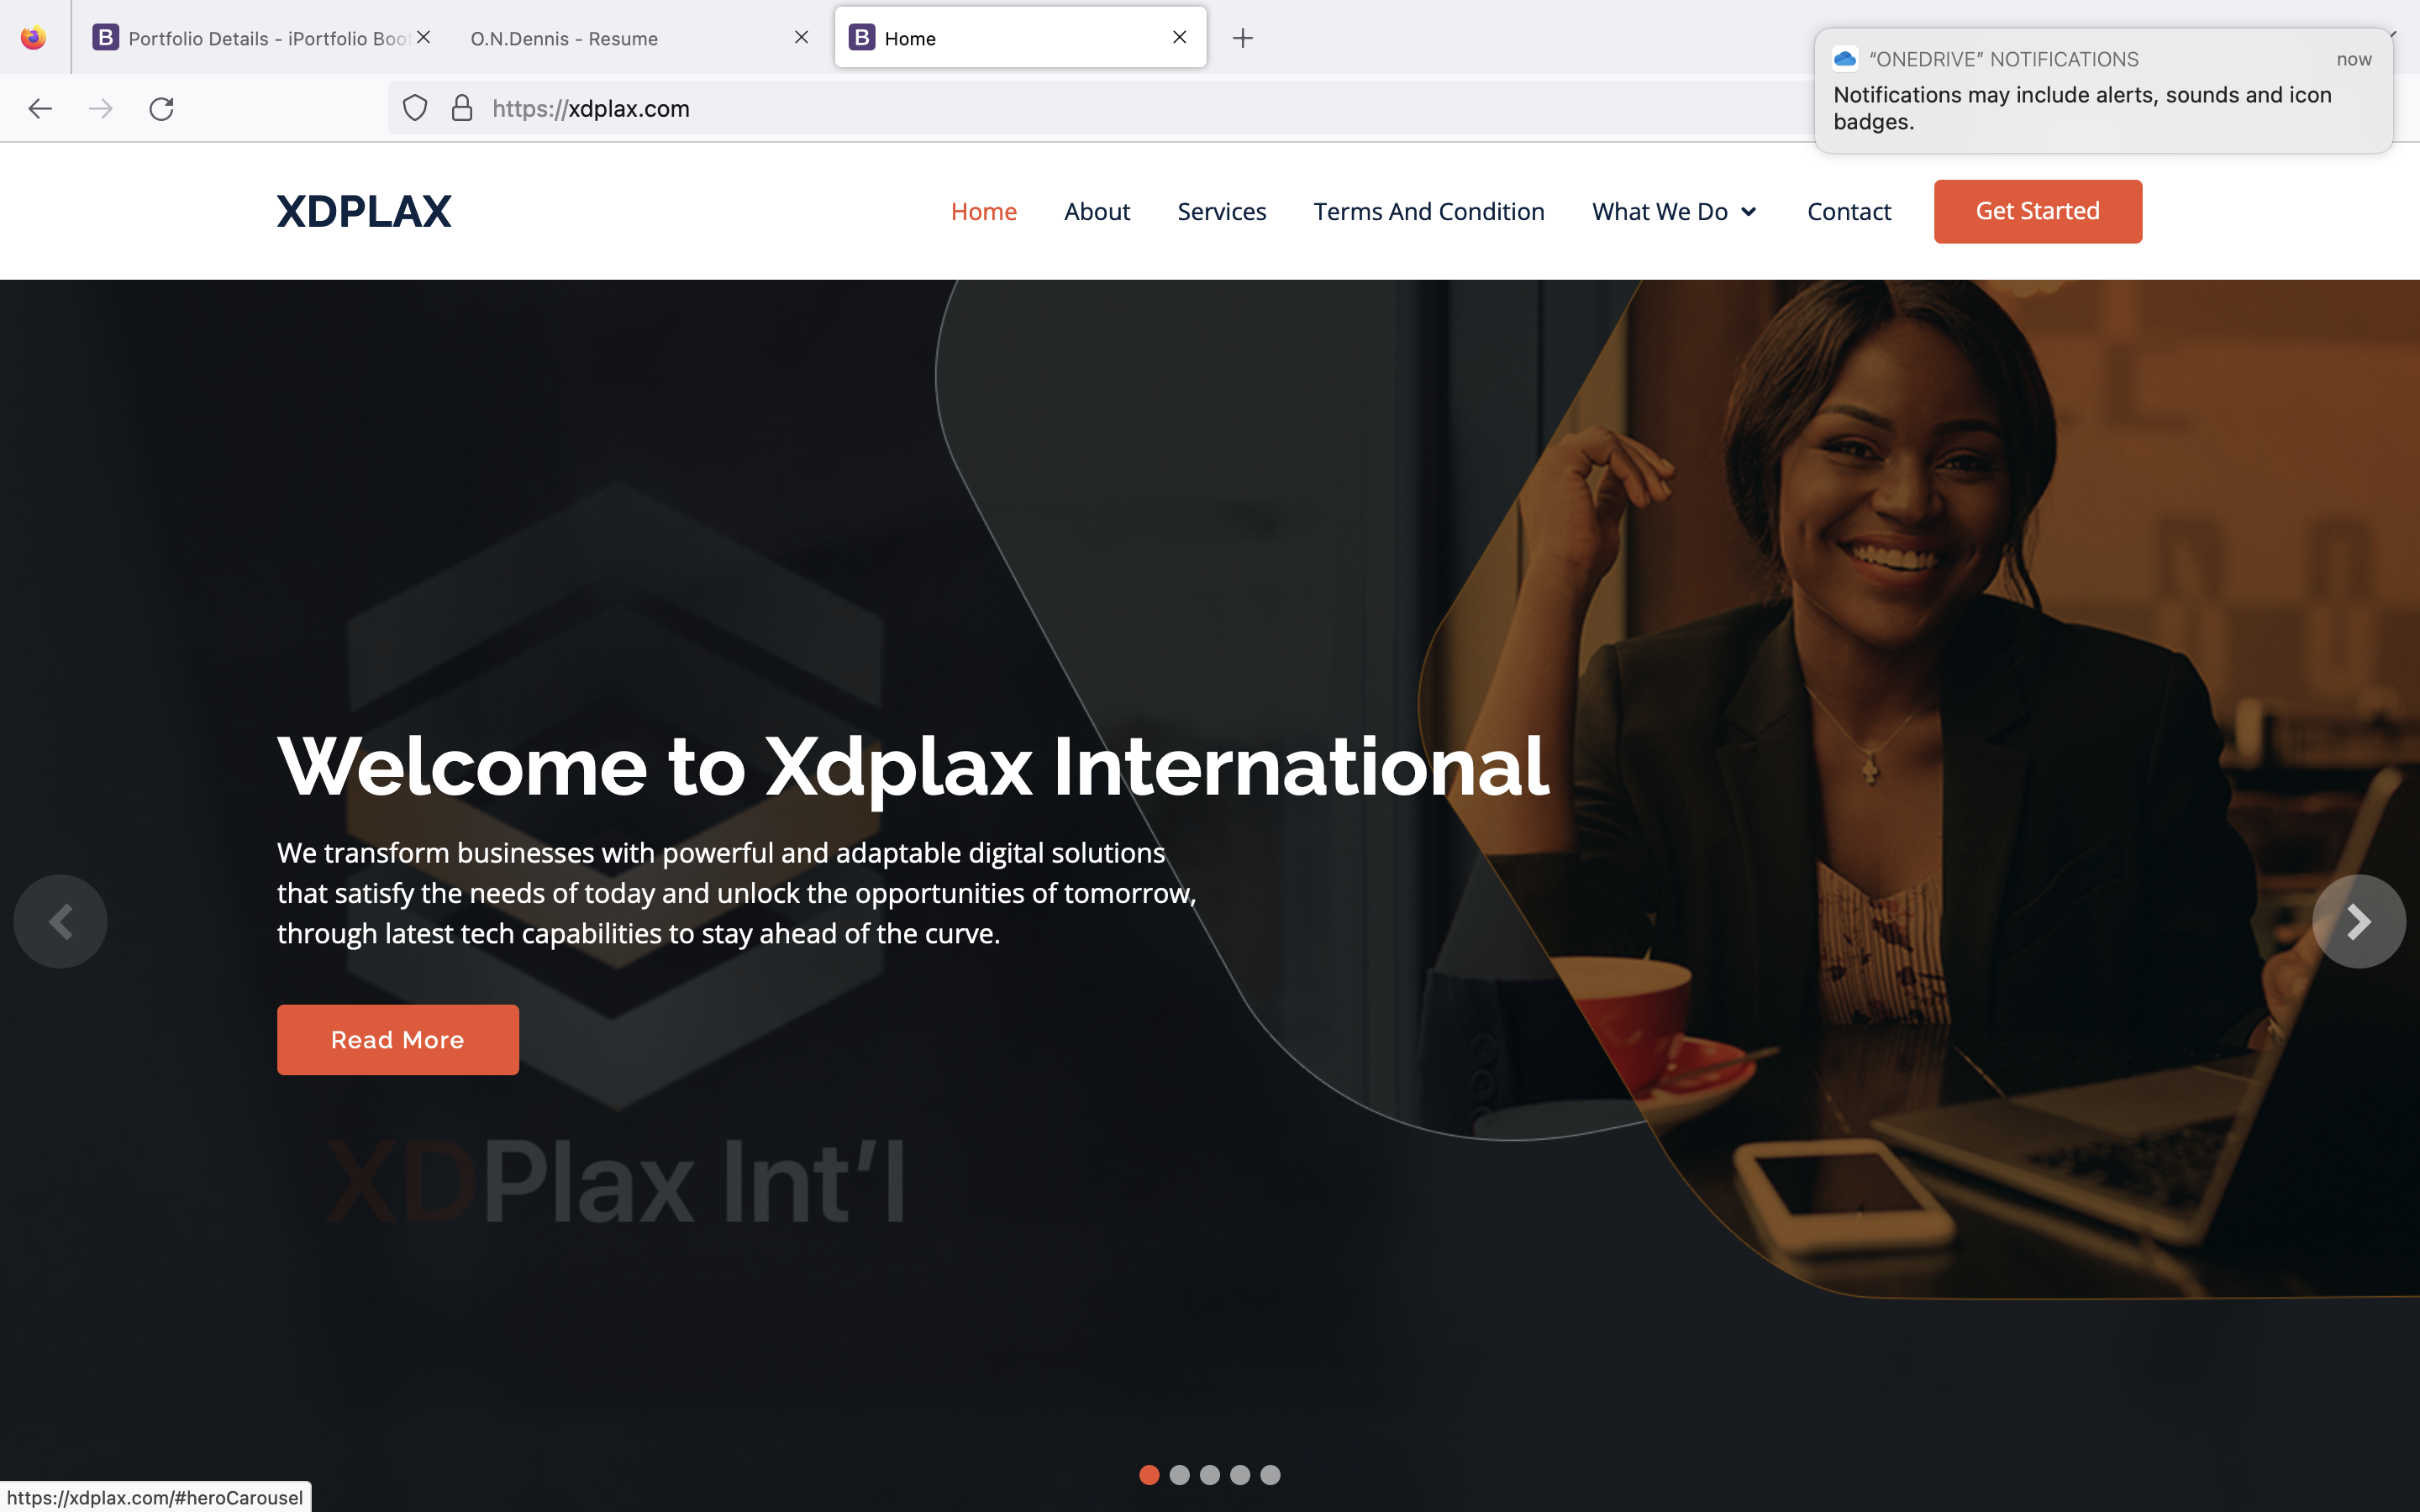 Portfolio Details - iPortfolio Boot
O.N.Dennis - Resume
B Home
"ONEDRIVE" NOTIFICATIONS now
Notifications may include alerts, sounds and icon
badges.
https://xdplax.com
XDPLAX
Home About Services Terms And Condition What We Do Contact Get Started
Welcome to Xdplax International
We transform businesses with powerful and adaptable digital solutions
that satisfy the needs of today and unlock the opportunities of tomorrow,
through latest tech capabilities to stay ahead of the curve.
Read More
XDPlax Int'l
https://xdplax.com/#heroCarousel